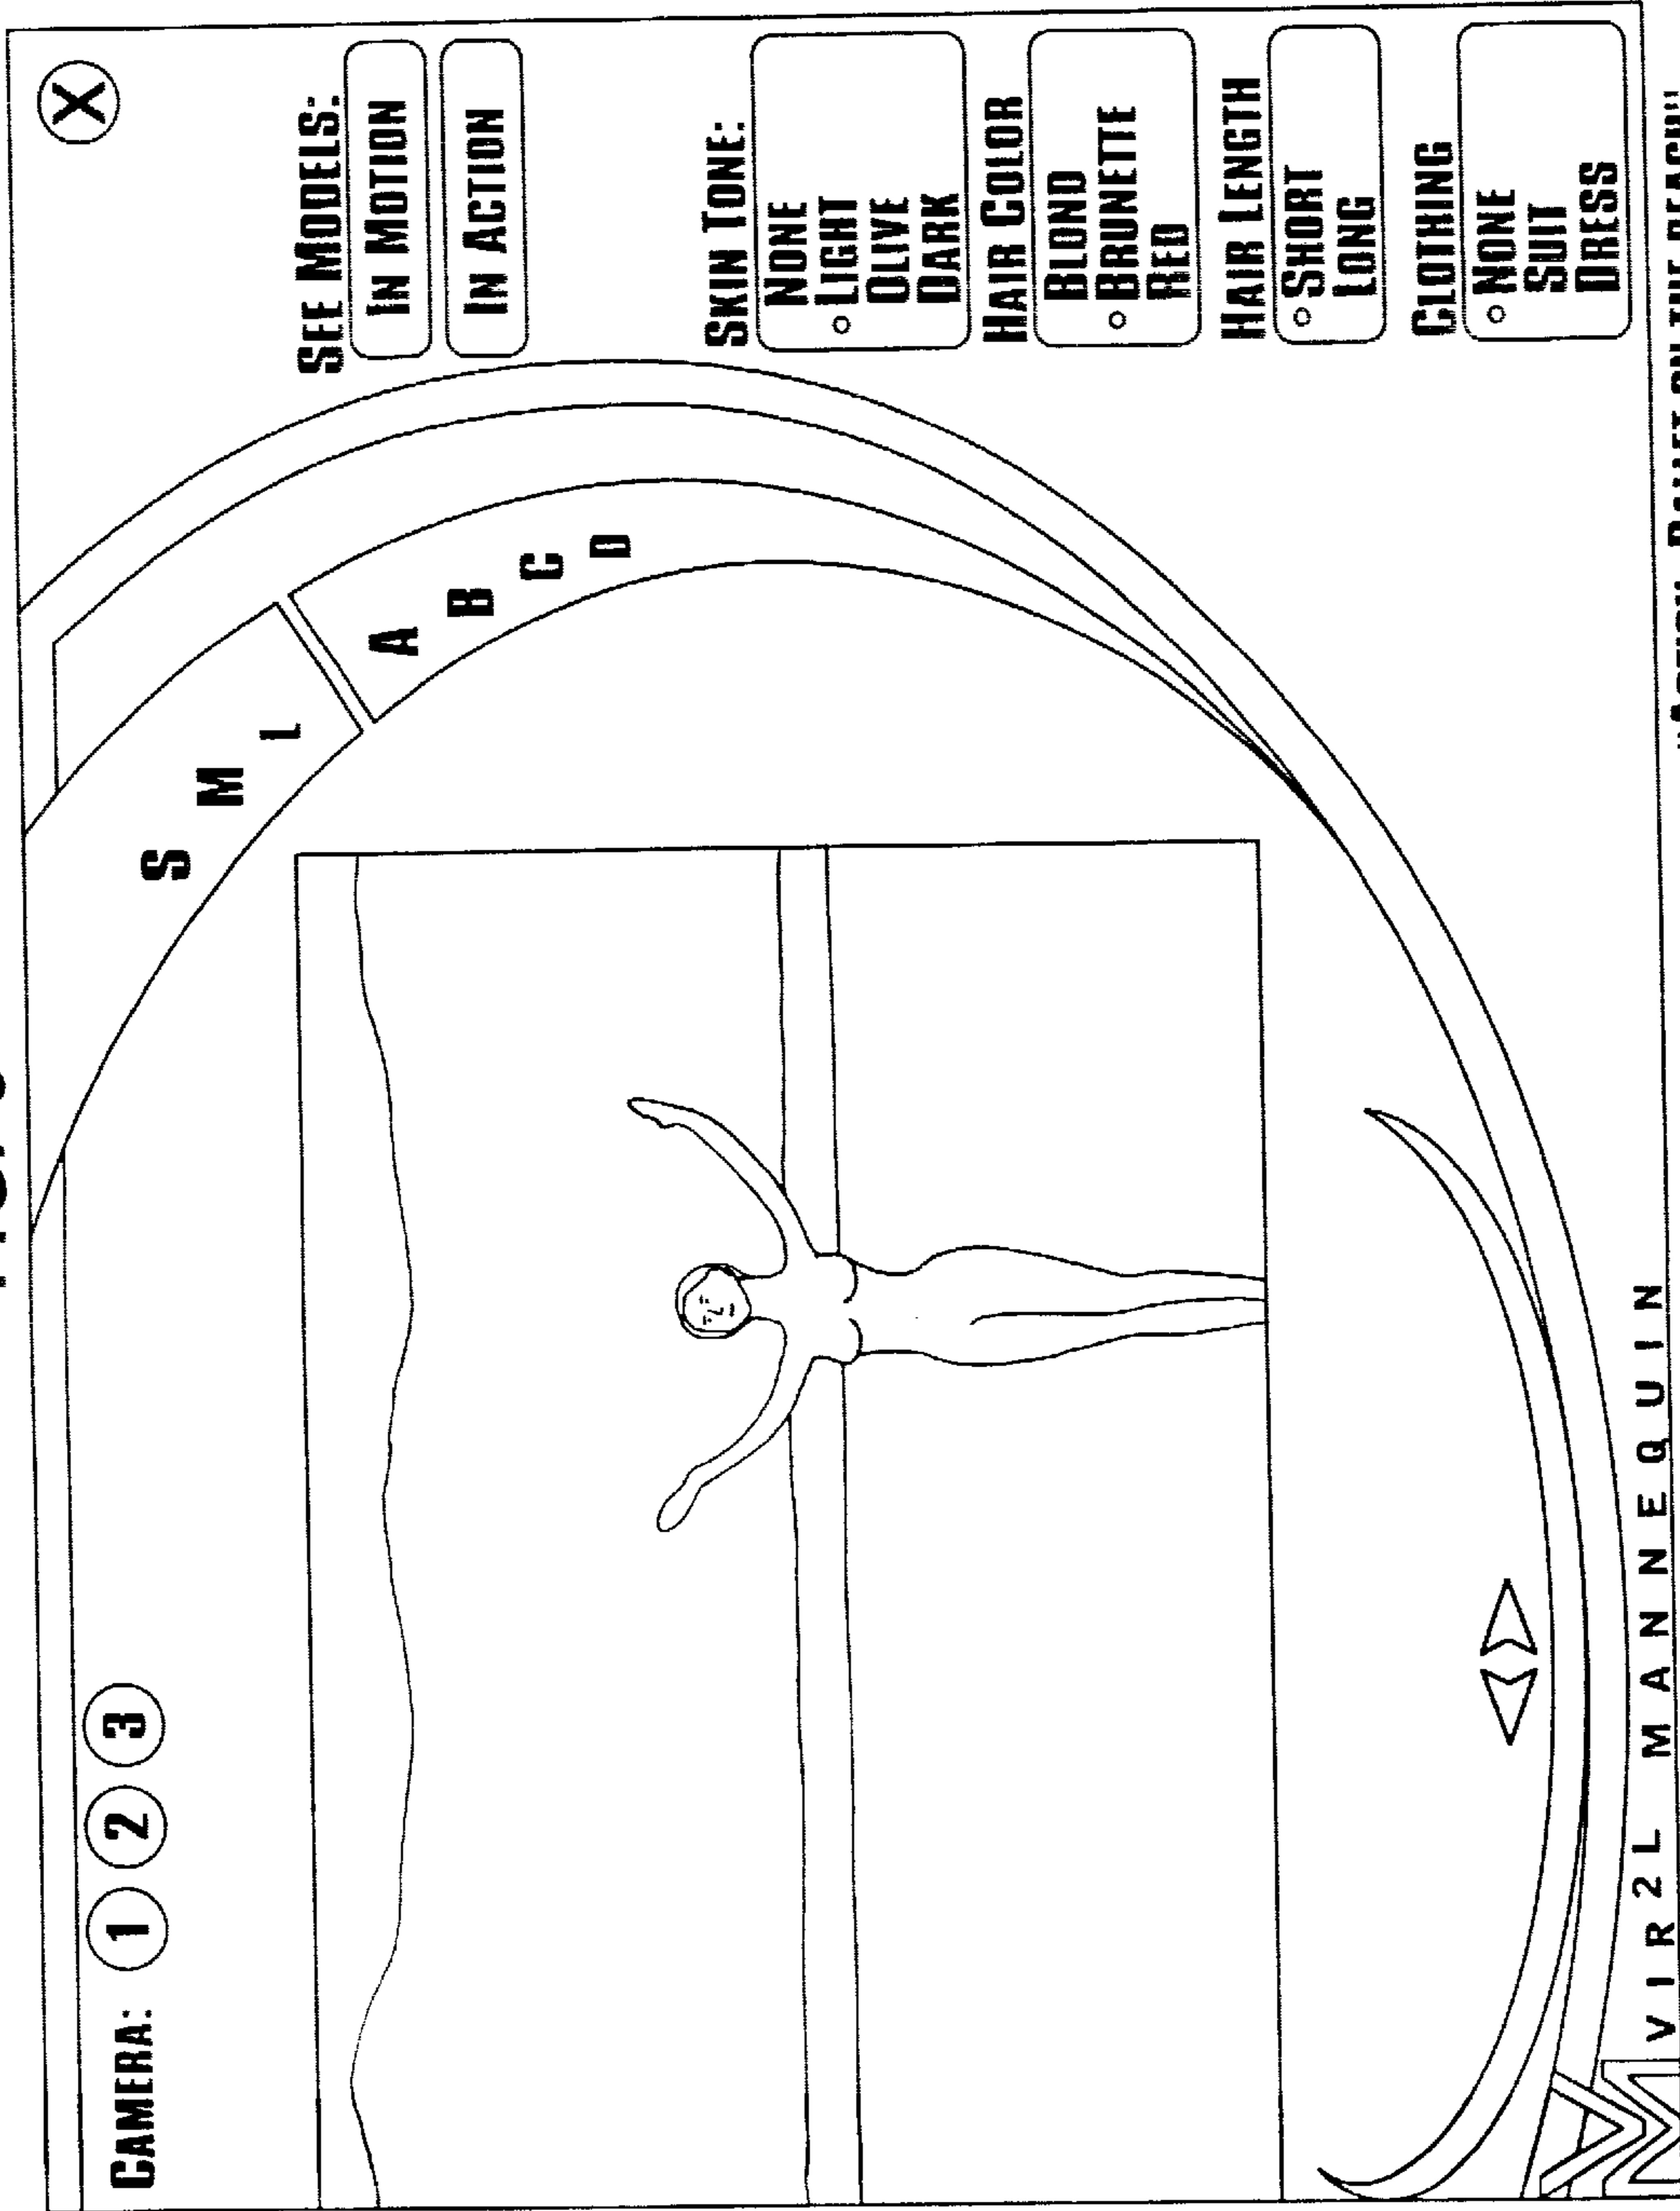 CAMERA: 1 2 3
X
S
M
L
A
B
C
D
SEE MODELS:
IN MOTION
IN ACTION
SKIN TONE:
NONE
LIGHT
OLIVE
DARK
HAIR COLOR
BLOND
BRUNETTE
RED
HAIR LENGTH
SHORT
LONG
CLOTHING
NONE
SUIT
DRESS
VIR2L MANNEQUIN